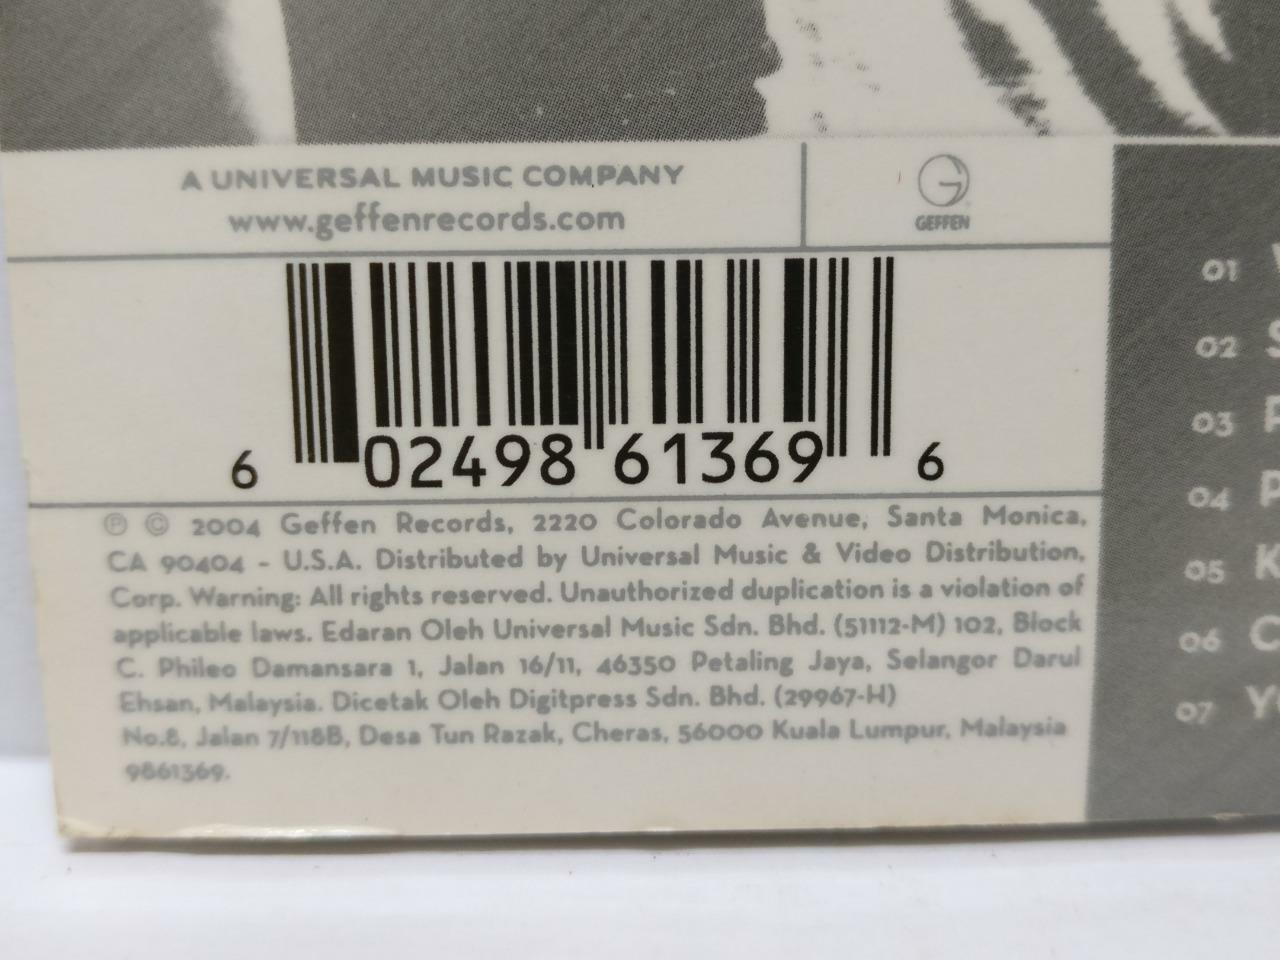 A UNIVERSAL MUSIC COMPANY
www.geffenrecords.com
GEFFEN
6 02498 61369 6
℗ © 2004 Geffen Records, 2220 Colorado Avenue, Santa Monica,
CA 90404 - U.S.A. Distributed by Universal Music & Video Distribution,
Corp. Warning: All rights reserved. Unauthorized duplication is a violation of
applicable laws. Edaran Oleh Universal Music Sdn. Bhd. (51112-M) 102, Block
C. Phileo Damansara 1, Jalan 16/11, 46350 Petaling Jaya, Selangor Darul
Ehsan, Malaysia. Dicetak Oleh Digitpress Sdn. Bhd. (29967-H)
No.8, Jalan 7/118B, Desa Tun Razak, Cheras, 56000 Kuala Lumpur, Malaysia
9861369.
01
02
03
04
05
06
07